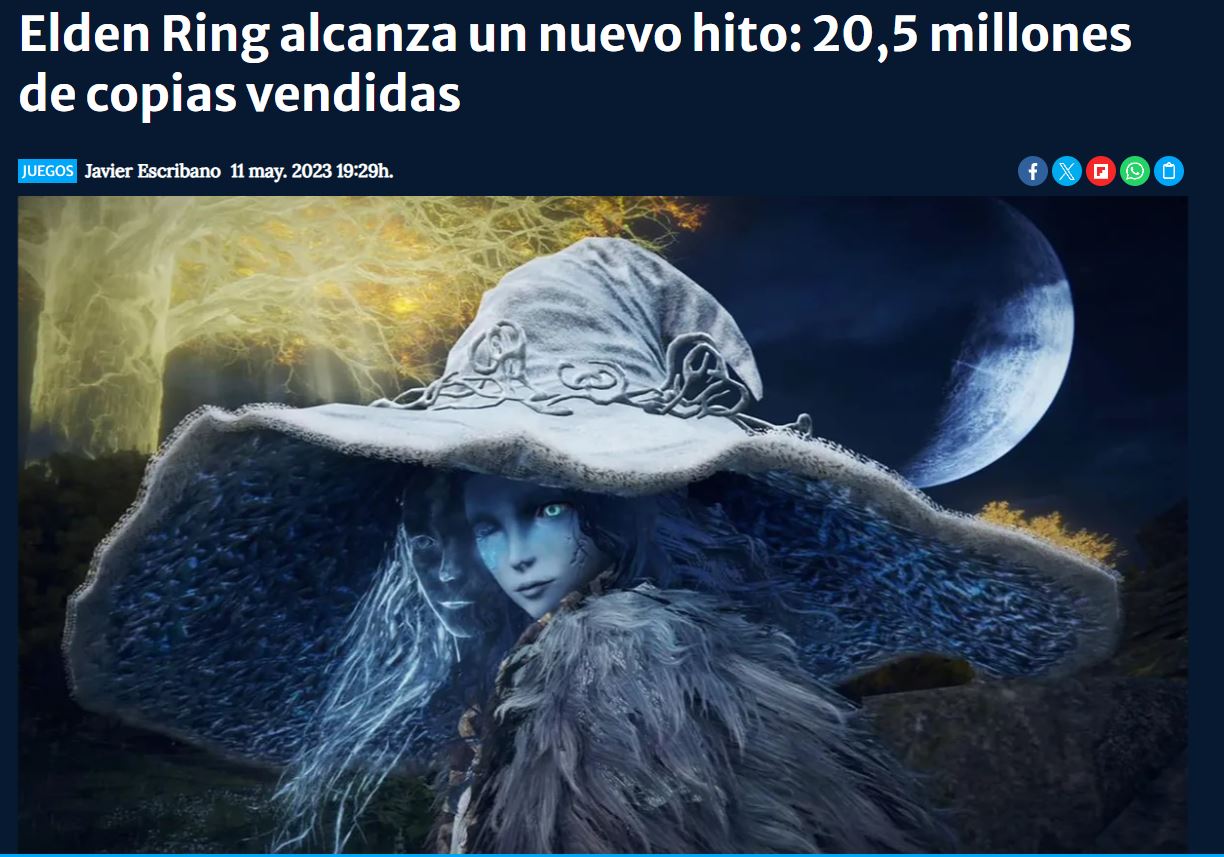 Elden Ring alcanza un nuevo hito: 20,5 millones
de copias vendidas
JUEGOS Javier Escribano 11 may. 2023 19:29h.